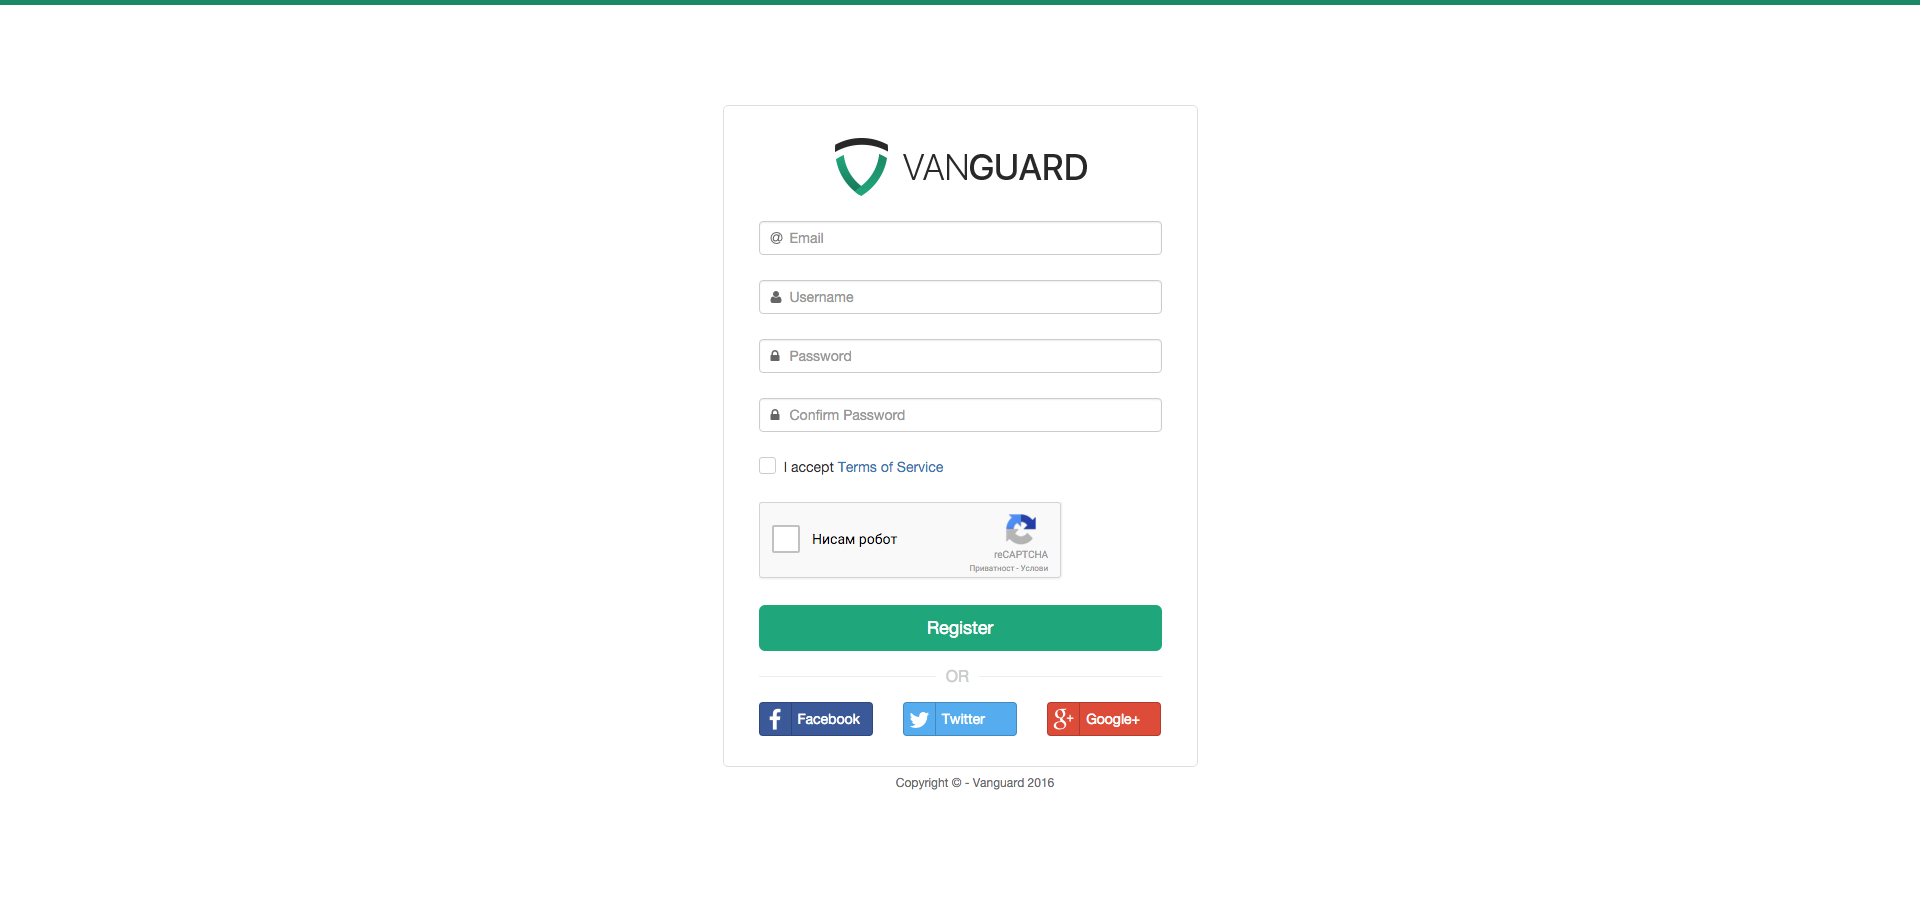 VANGUARD
@ Email
Username
Password
Confirm Password
I accept Terms of Service
Нисам робот
reCAPTCHA
Приватност - Услови
Register
OR
Facebook
Twitter
g+ Google+
Copyright © - Vanguard 2016